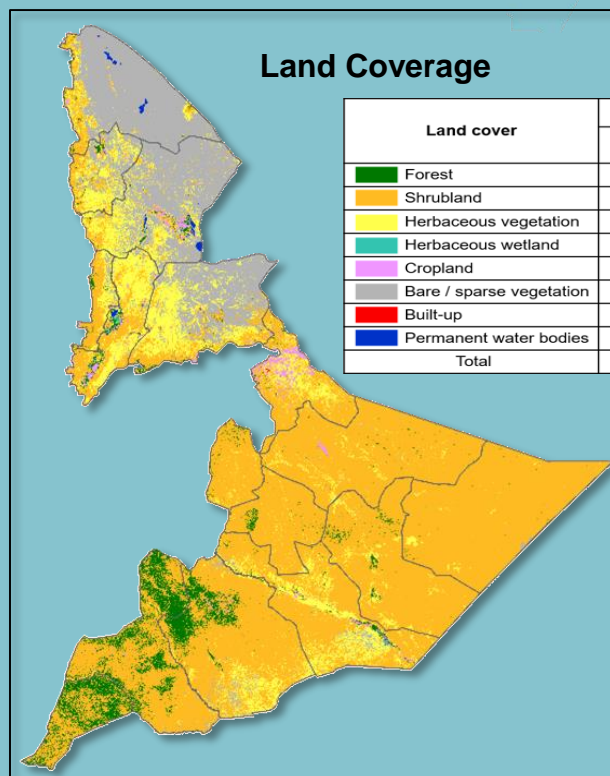 Land Coverage
Land cover
Forest
Shrubland
Herbaceous vegetation
Herbaceous wetland
Cropland
Bare / sparse vegetation
Built-up
Permanent water bodies
Total